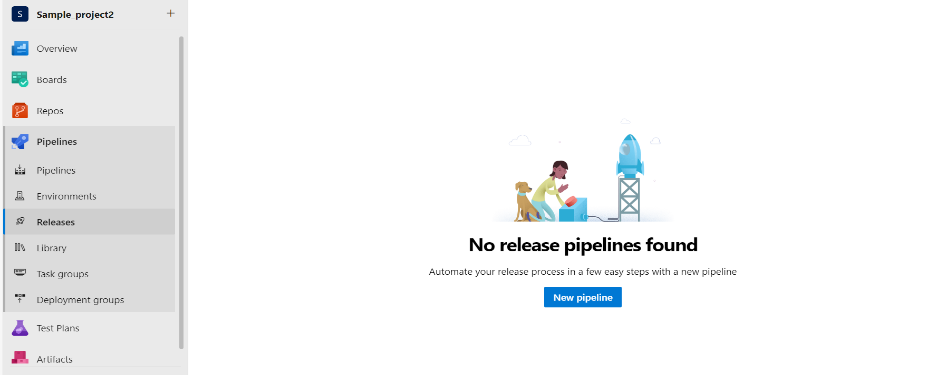 S Sample project2 +
Overview
Boards
Repos
Pipelines
Pipelines
Environments
Releases
Library
Task groups
Deployment groups
Test Plans
Artifacts
No release pipelines found
Automate your release process in a few easy steps with a new pipeline
New pipeline